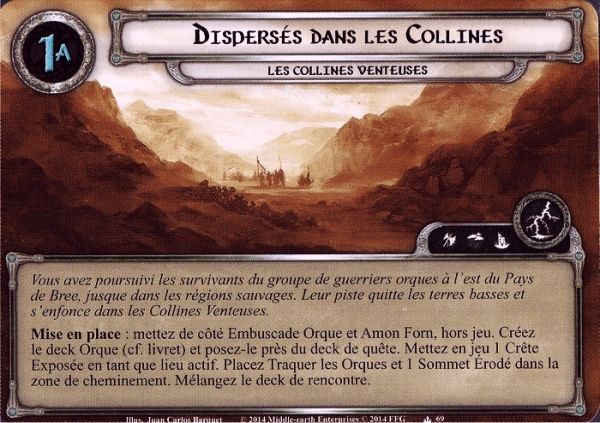 1A
DISPERSÉS DANS LES COLLINES
LES COLLINES VENTEUSES
Vous avez poursuivi les survivants du groupe de guerriers orques à l'est du Pays
de Bree, jusque dans les régions sauvages. Leur piste quitte les terres basses et
s'enfonce dans les Collines Venteuses.
Mise en place : mettez de côté Embuscade Orque et Amon Forn, hors jeu. Créez
le deck Orque (cf. livret) et posez-le près du deck de quête. Mettez en jeu 1 Crête
Exposée en tant que lieu actif. Placez Traquer les Orques et 1 Sommet Érodé dans la
zone de cheminement. Mélangez le deck de rencontre.
Illus. Juan Carlos Barquet © 2014 Middle-earth Enterprises © 2014 FFG 69